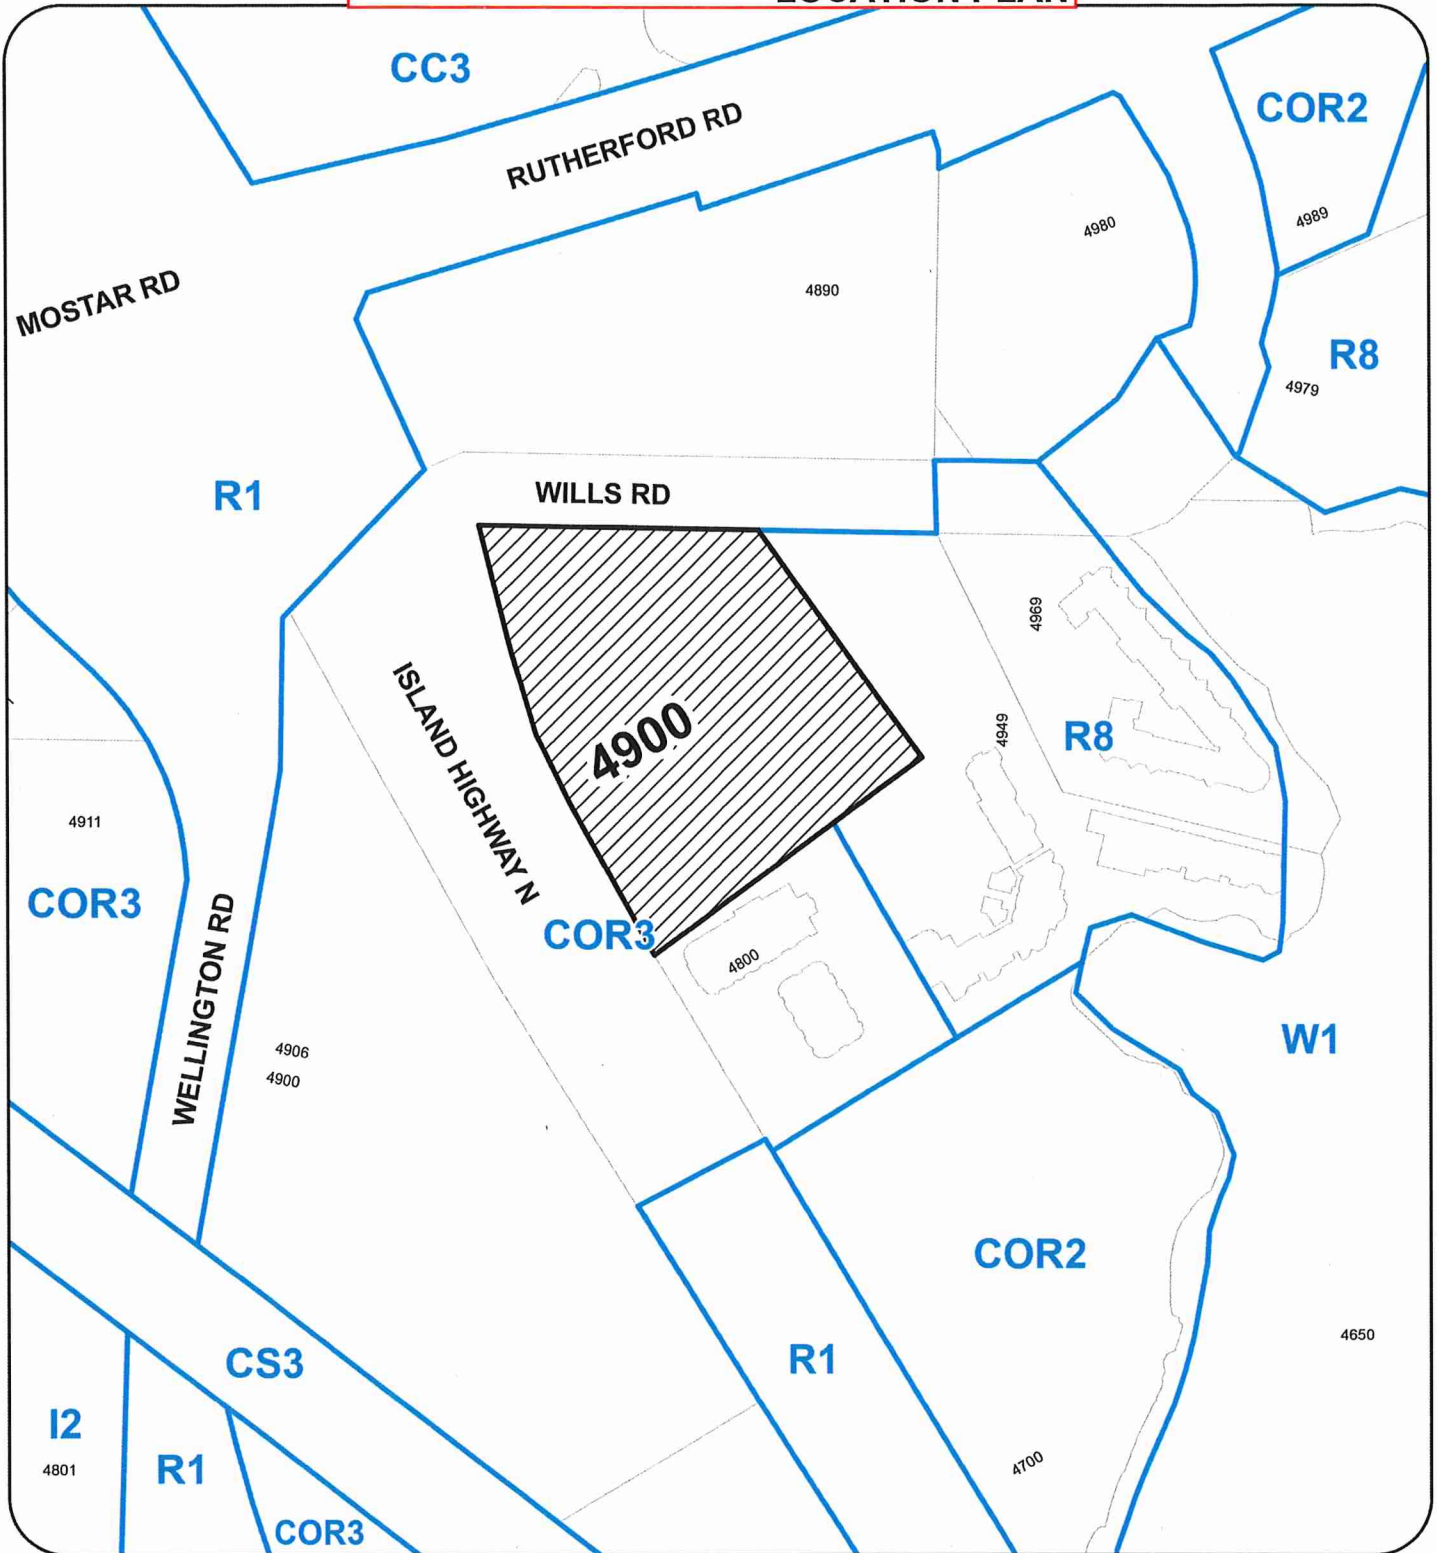 LOCATION PLAN
CC3
COR2
RUTHERFORD RD
4989
4980
MOSTAR RD
4890
R8
4979
R1
WILLS RD
4969
ISLAND HIGHWAY N
4900
4949
R8
4911
COR3
WELLINGTON RD
COR3
4800
W1
4906
4900
COR2
4650
CS3
R1
I2
4801
R1
4700
COR3